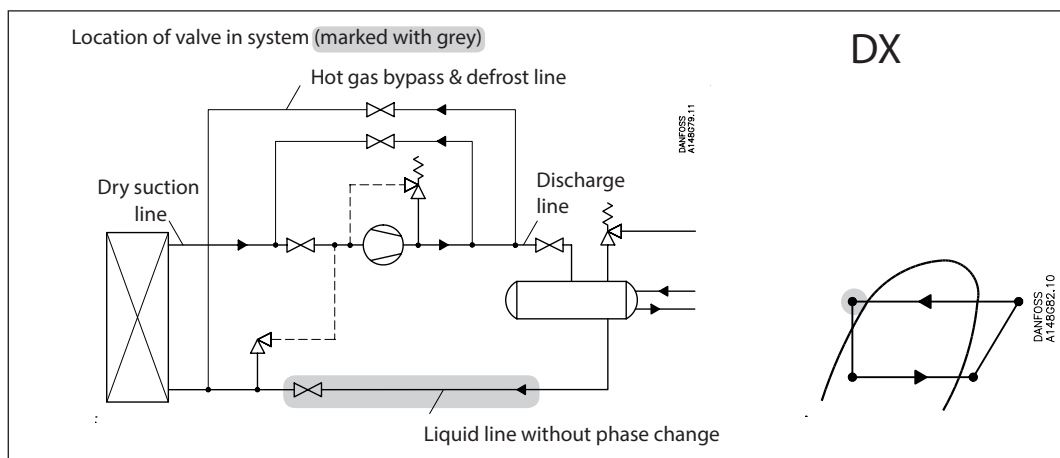 Location of valve in system (marked with grey)
DX
Hot gas bypass & defrost line
DANFOSS
A148G79.11
Dry suction
line
Discharge
line
DANFOSS
A148G82.10
Liquid line without phase change